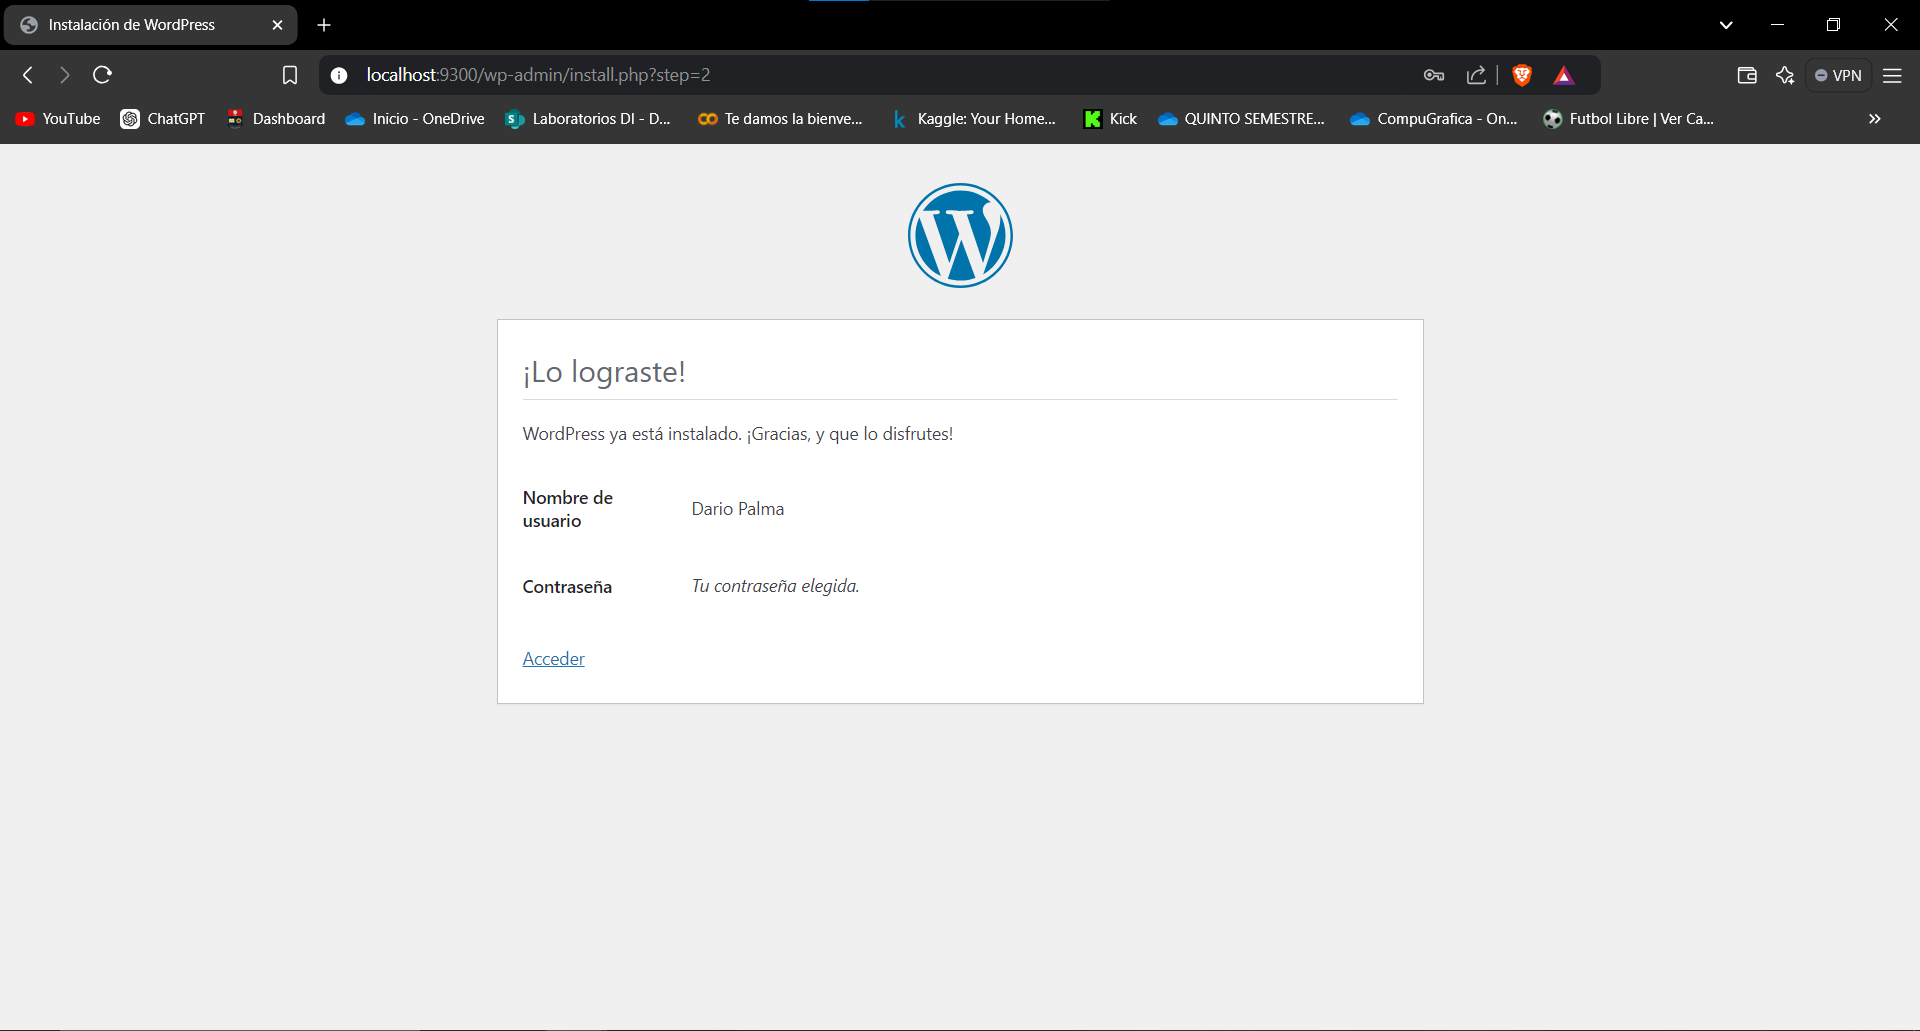 Instalación de WordPress
localhost:9300/wp-admin/install.php?step=2
VPN
YouTube
ChatGPT
Dashboard
Inicio - OneDrive
Laboratorios DI - D...
Te damos la bienve...
Kaggle: Your Home...
Kick
QUINTO SEMESTRE...
CompuGrafica - On...
Futbol Libre | Ver Ca...
¡Lo lograste!
WordPress ya está instalado. ¡Gracias, y que lo disfrutes!
Nombre de
usuario
Dario Palma
Contraseña
Tu contraseña elegida.
Acceder